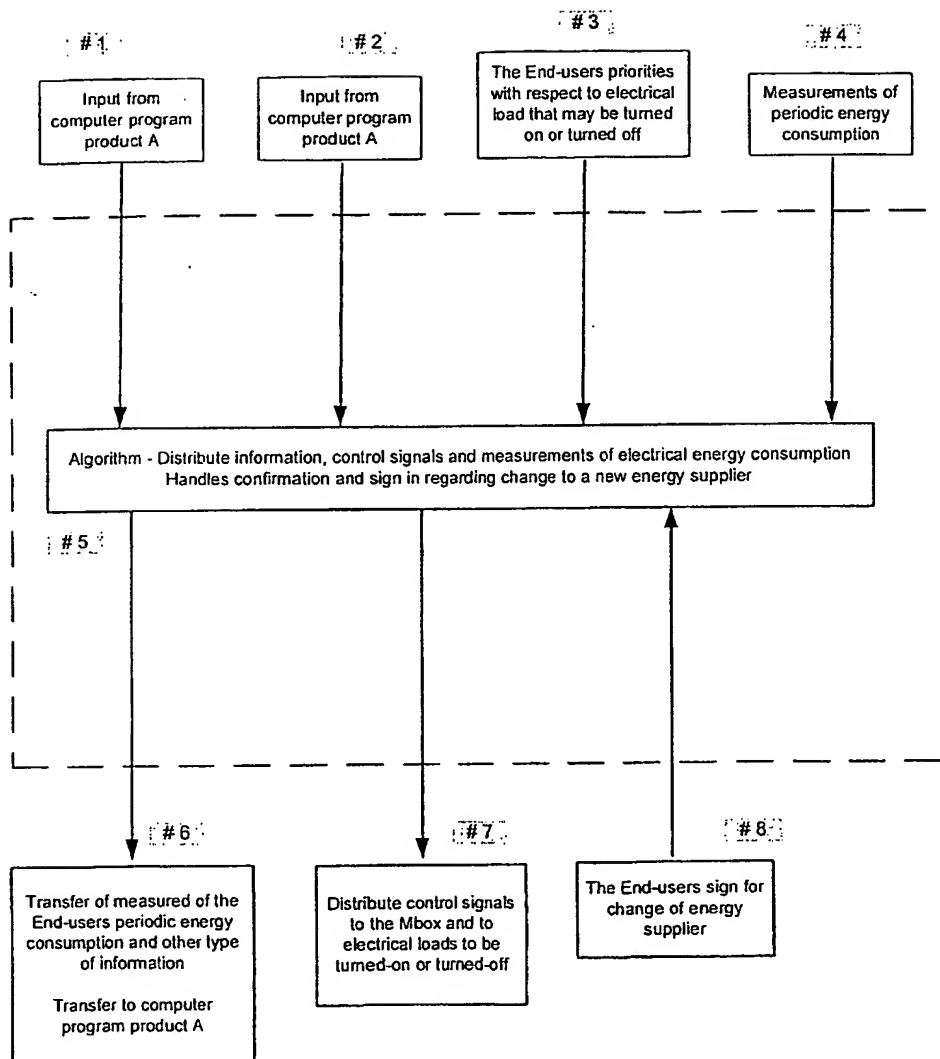 #1
#2
#3
#4
Input from
computer program
product A
Input from
computer program
product A
The End-users priorities
with respect to electrical
load that may be turned
on or turned off
Measurements of
periodic energy
consumption
Algorithm - Distribute information, control signals and measurements of electrical energy consumption
Handles confirmation and sign in regarding change to a new energy supplier
#5
#6
#7
#8
Transfer of measured of the
End-users periodic energy
consumption and other type
of information
Transfer to computer
program product A
Distribute control signals
to the Mbox and to
electrical loads to be
turned-on or turned-off
The End-users sign for
change of energy
supplier